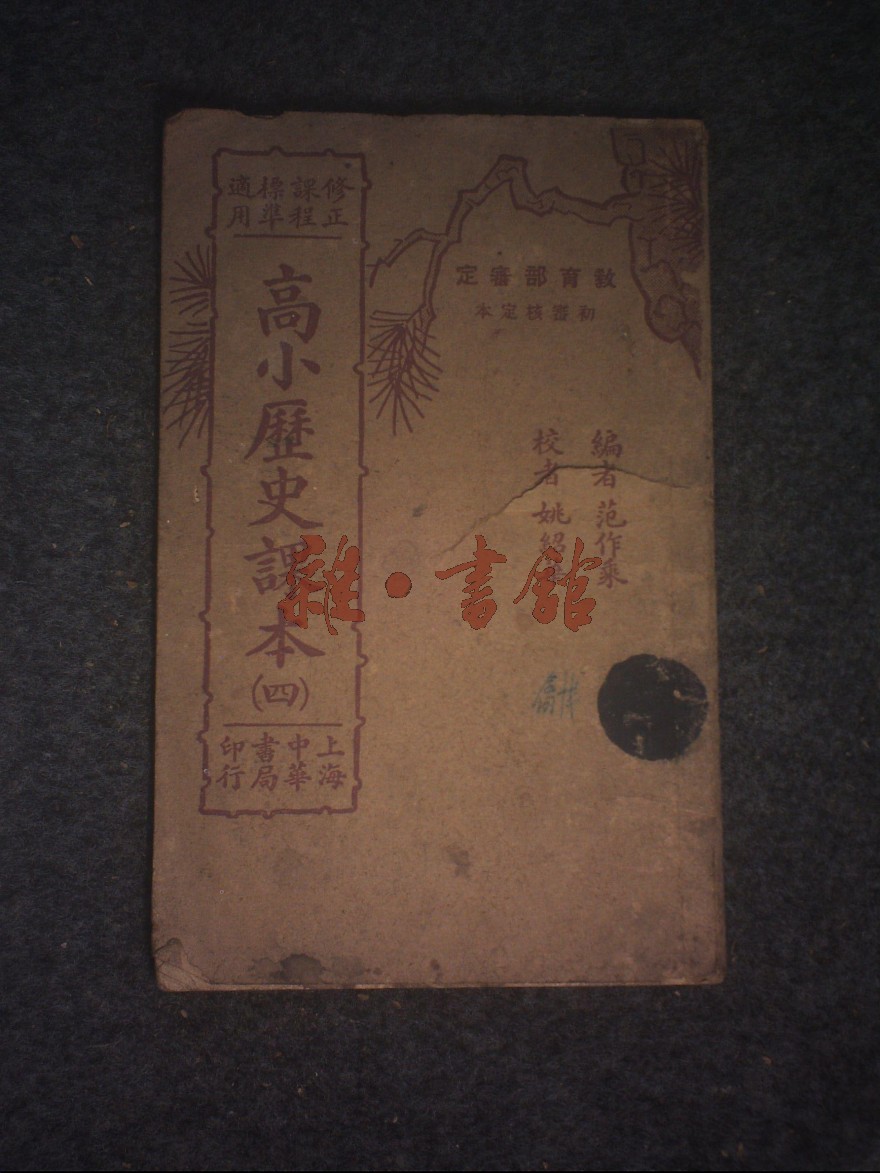 教育部審定
初審核定本
編者 范作乘
校者 姚紹
修正課程標準適用
高小歷史課本(四)
上海中華書局印行
雜·書館